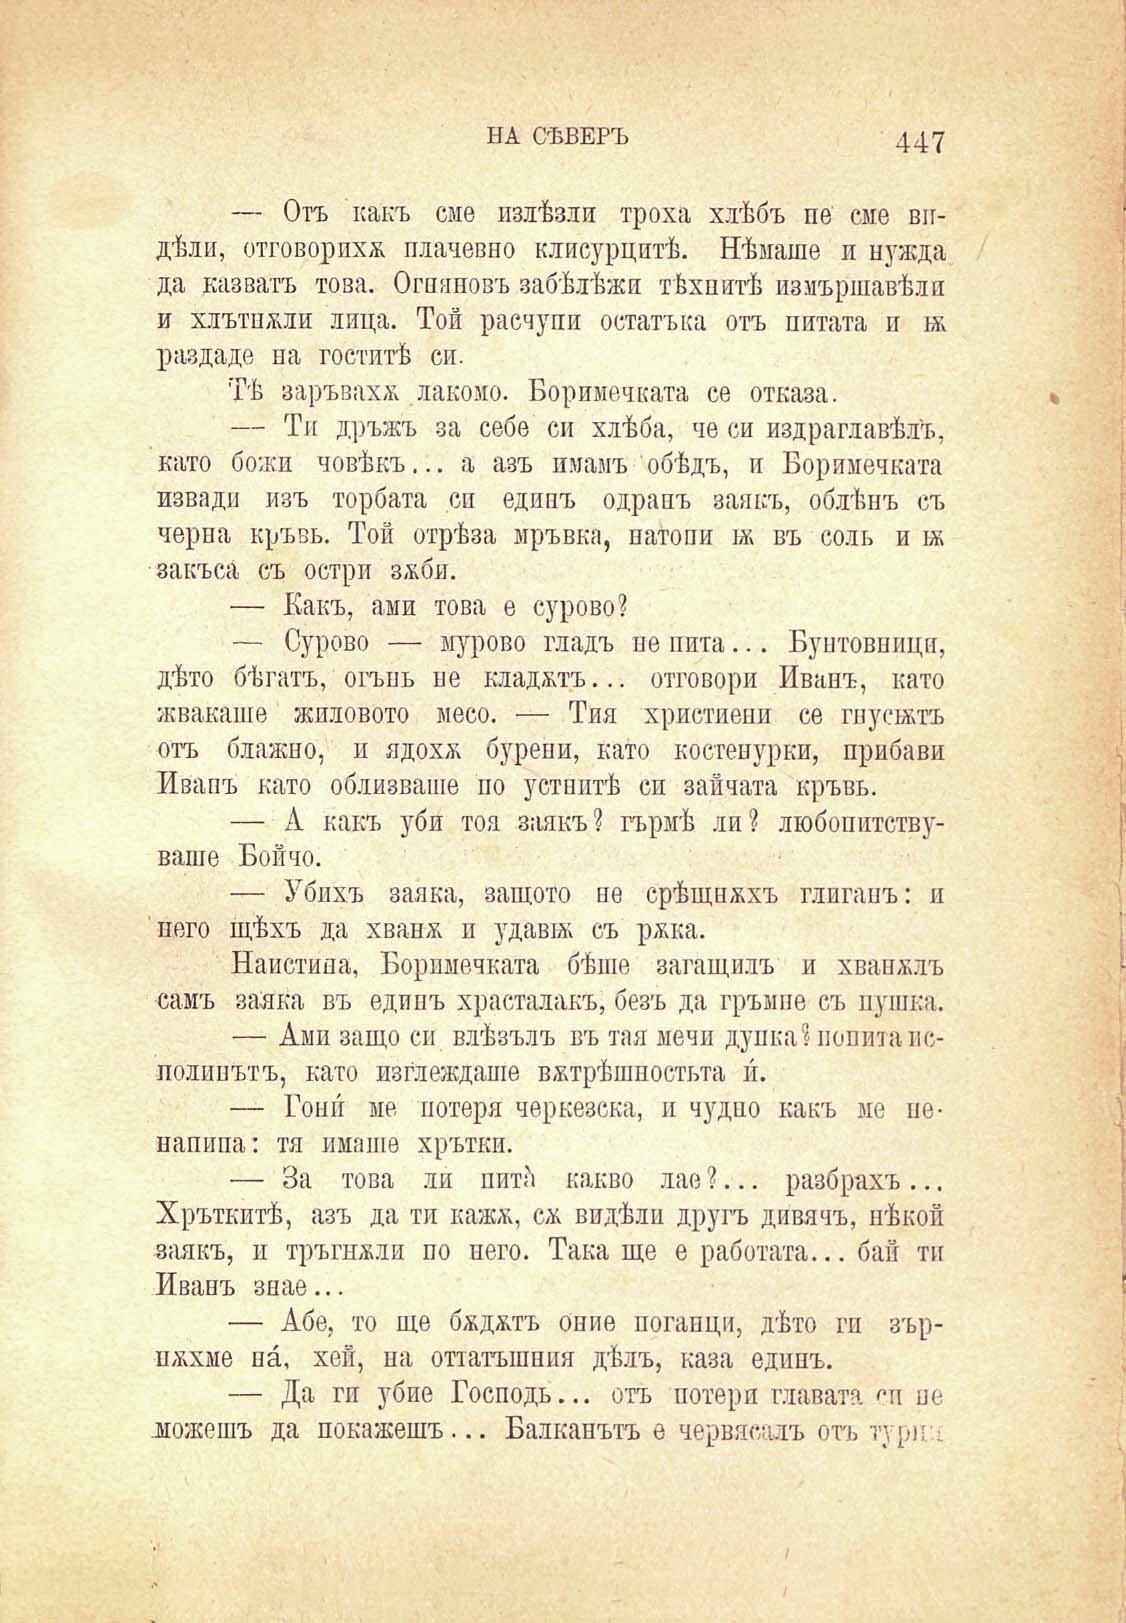 НА СѢВЕРЪ 447
— Отъ какъ сме излѣзли троха хлѣбъ не сме ви-
дѣли, отговорихѫ плачевно клисурцитѣ. Нѣмаше и нужда
да казватъ това. Огняновъ забѣлѣжи тѣхнитѣ измършавѣли
и хлътнѫли лица. Той расчупи остатъка отъ питата и ѭ
раздаде на гоститѣ си.
Тѣ заръвахѫ лакомо. Боримечката се отказа.
— Ти дръжъ за себе си хлѣба, че си издраглавѣлъ,
като божи човѣкъ... а азъ имамъ обѣдъ, и Боримечката
извади изъ торбата си единъ одранъ заякъ, облѣнъ съ
черна кръвь. Той отрѣза мръвка, натопи ѭ въ соль и ѭ
закъса съ остри зѫби.
— Какъ, ами това е сурово?
— Сурово — мурово гладъ не пита... Бунтовници,
дѣто бѣгатъ, огънь не кладѫтъ... отговори Иванъ, като
жвакаше жиловото месо. — Тия християни се гнусѭтъ
отъ блажно, и ядохѫ бурени, като костенурки, прибави
Иванъ като облизваше по устнитѣ си зайчата кръвь.
— А какъ уби тоя заякъ? гърмѣ ли? любопитству-
ваше Бойчо.
— Убихъ заяка, защото не срѣщнѫхъ глиганъ: и
него щѣхъ да хванѫ и удавѭ съ рѫка.
Наистина, Боримечката бѣше загащилъ и хванѫлъ
самъ заяка въ единъ храсталакъ, безъ да гръмне съ пушка.
— Ами защо си влѣзълъ въ тая мечи дупка? попита ис-
полинътъ, като изглеждаше вѫтрѣшностьта ѝ.
— Гони́ ме потеря черкезска, и чудно какъ ме не-
напипа: тя имаше хрътки.
— За това ли пита̀ какво лае?... разбрахъ...
Хръткитѣ, азъ да ти кажѫ, сѫ видѣли другъ дивячъ, нѣкой
заякъ, и тръгнѫли по него. Така ще е работата... бай ти
Иванъ знае...
— Абе, то ще бѫдѫтъ оние поганци, дѣто ги зър-
нѫхме на́, хей, на оттатъшния дѣлъ, каза единъ.
— Да ги убие Господь... отъ потери главата си не
можешъ да покажешъ... Балканътъ е червясалъ отъ